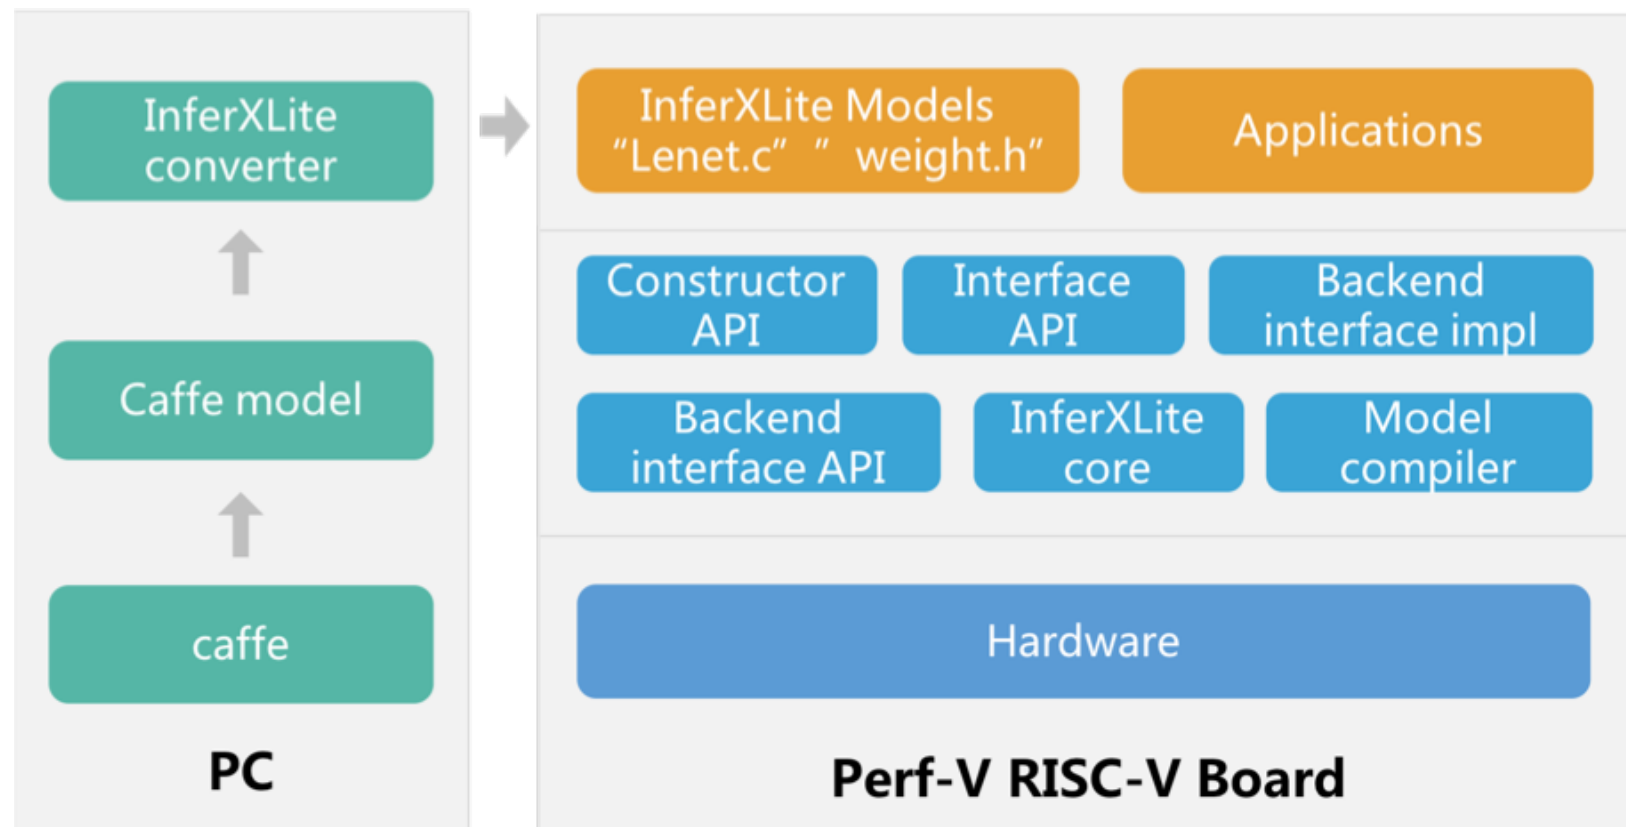 InferXLite
converter
Caffe model
caffe
PC
InferXLite Models
“Lenet.c” ” weight.h”
Applications
Constructor
API
Interface
API
Backend
interface impl
Backend
interface API
InferXLite
core
Model
compiler
Hardware
Perf-V RISC-V Board